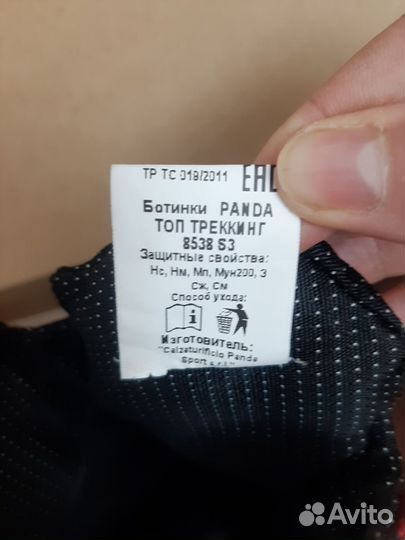 ТР ТС 019/2011 ЕАС
Ботинки PANDA
ТОП ТРЕККИНГ
8538 S3
Защитные свойства:
Нс, Нм, Мп, Мун200, З
Сж, См
Способ ухода:
Изготовитель:
"Calzaturificio Panda
Sport s.r.l."
Avito